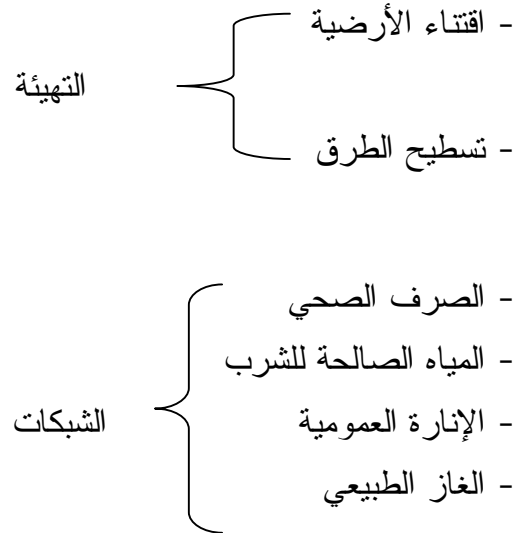 - اقتناء الأرضية
التهيئة
- تسطيح الطرق
- الصرف الصحي
- المياه الصالحة للشرب
- الإنارة العمومية
الشبكات
- الغاز الطبيعي